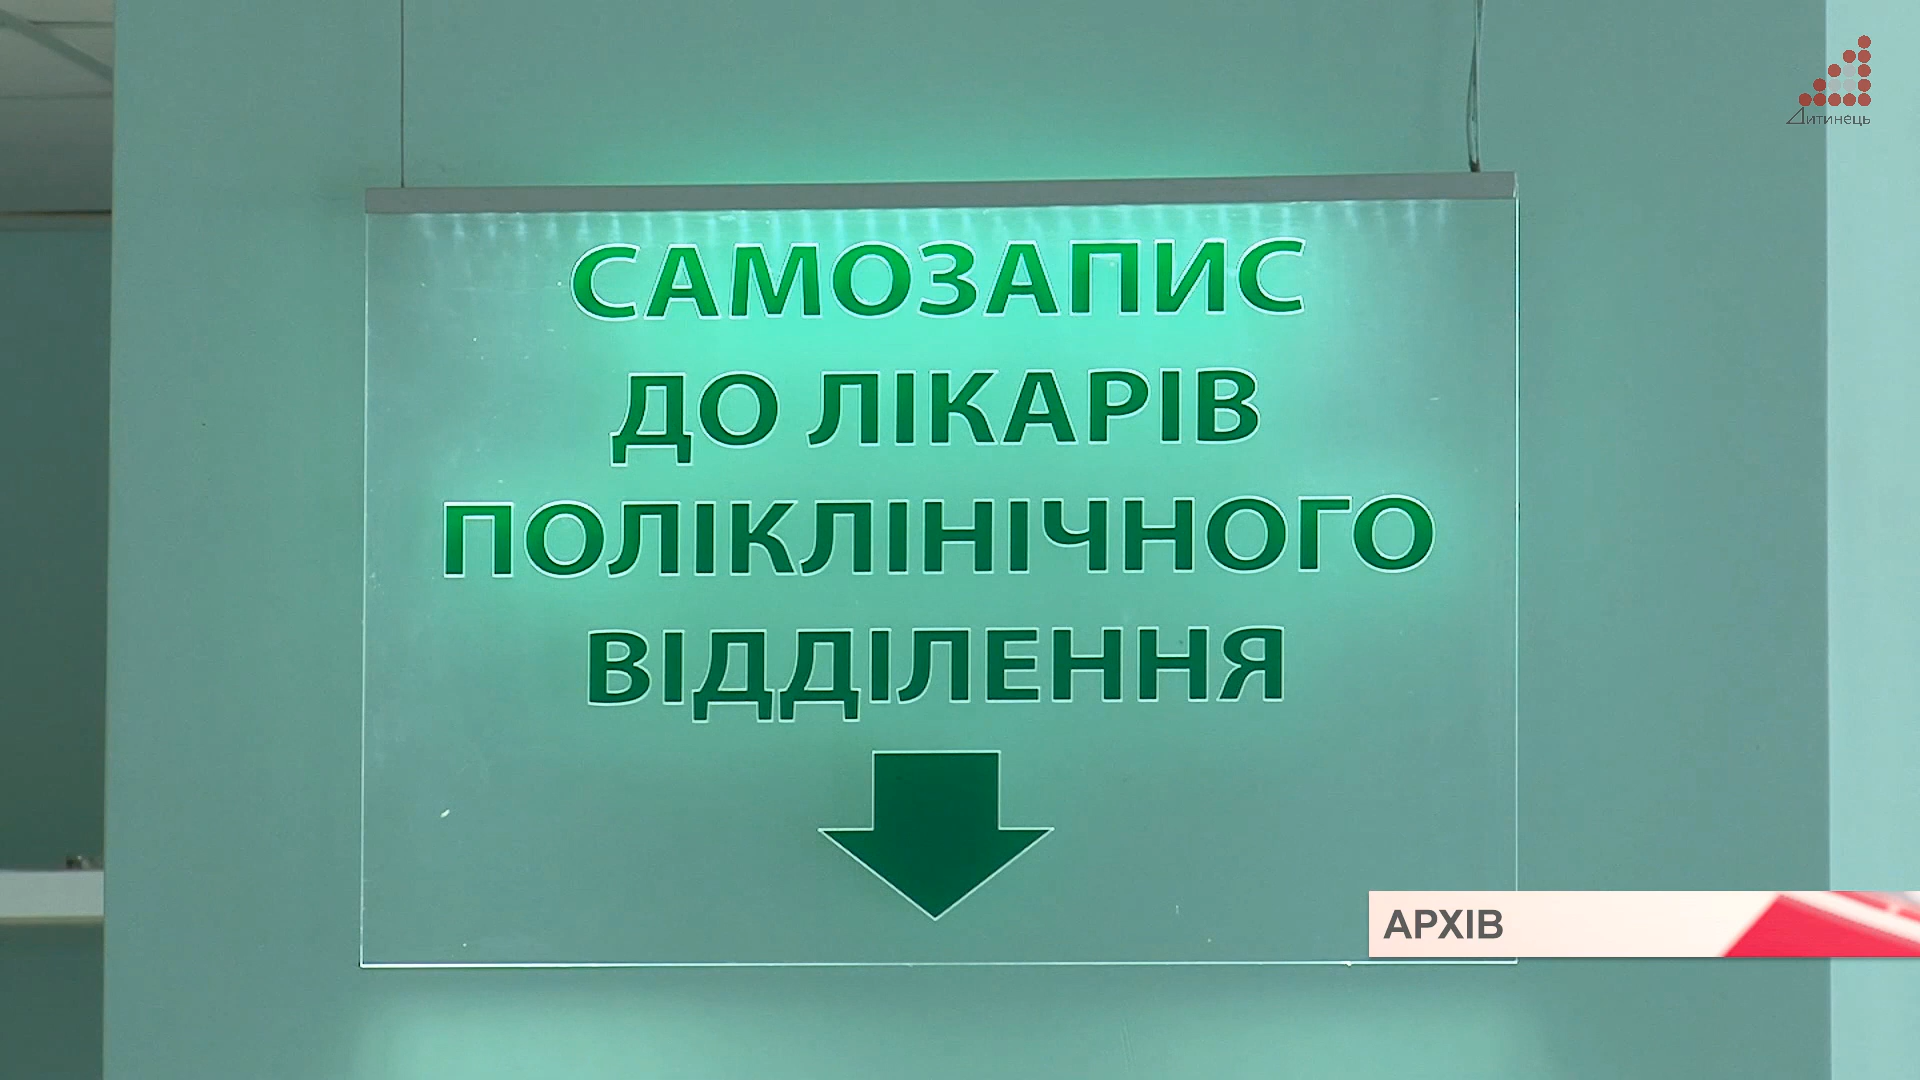 Дитинець
САМОЗАПИС
ДО ЛІКАРІВ
ПОЛІКЛІНІЧНОГО
ВІДДІЛЕННЯ
АРХІВ